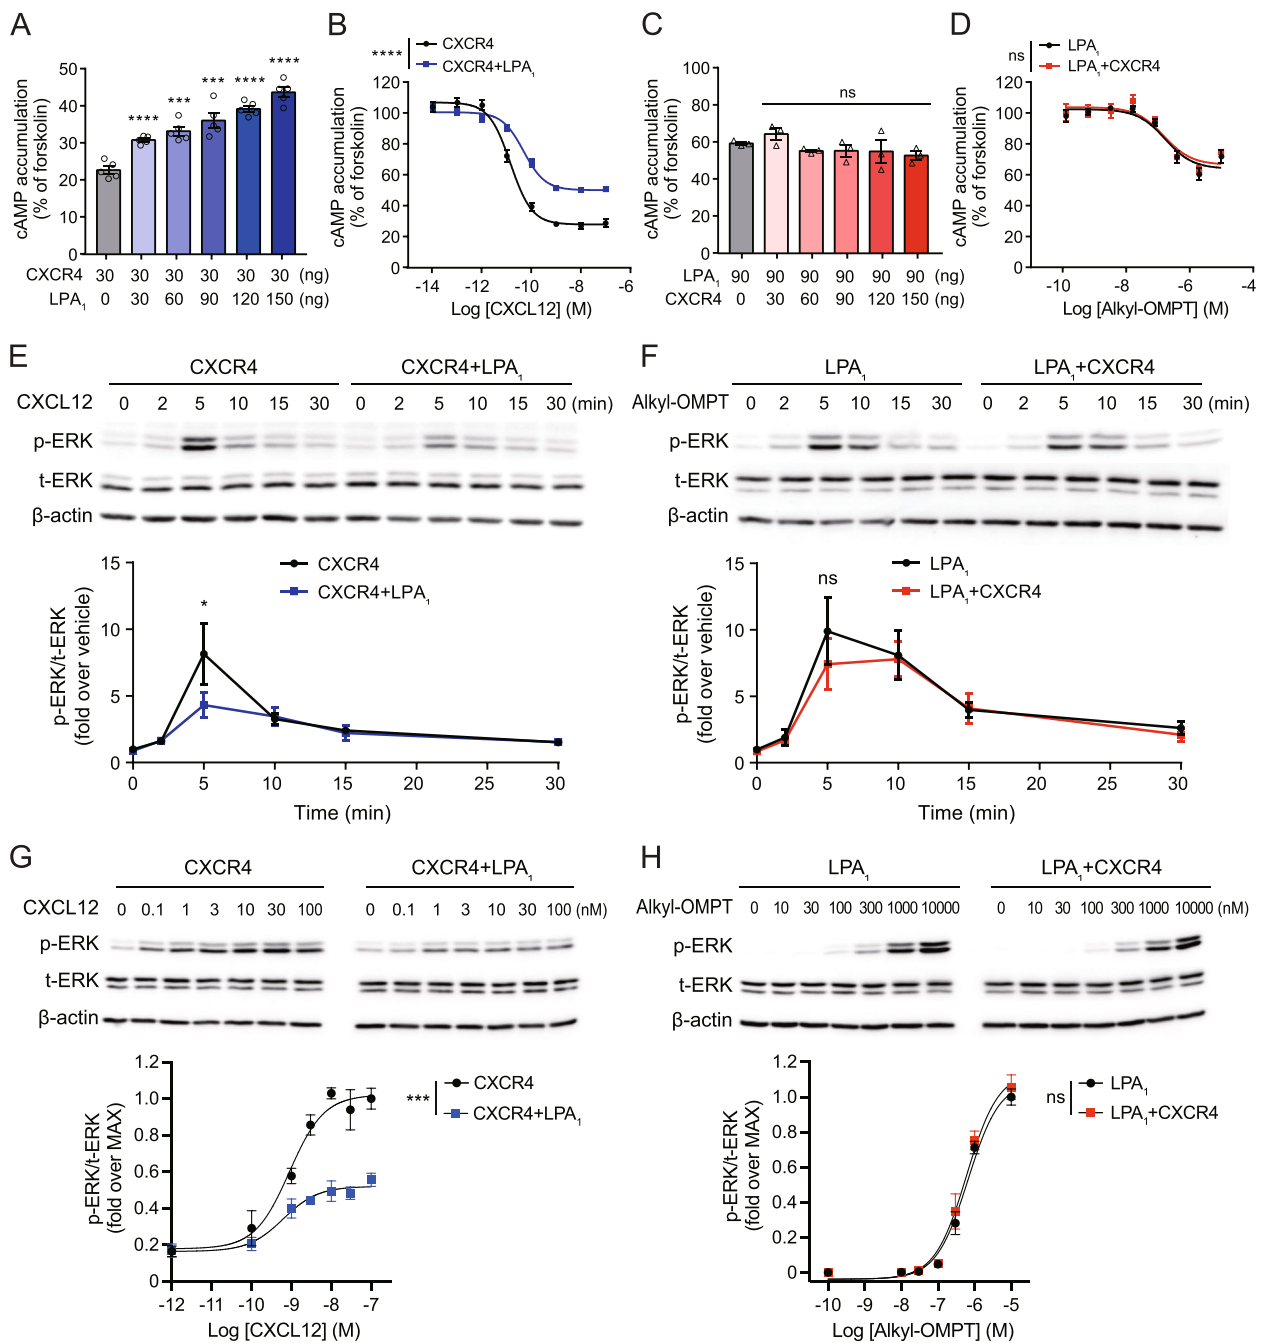 A
cAMP accumulation
(% of forskolin)
50
40
30
20
10
0
**** *** *** **** ****
CXCR4 30 30 30 30 30 30 (ng)
LPA₁ 0 30 60 90 120 150 (ng)
B
**** CXCR4
CXCR4+LPA₁
cAMP accumulation
(% of forskolin)
120
100
80
60
40
20
0
-14 -12 -10 -8 -6
Log [CXCL12] (M)
C
cAMP accumulation
(% of forskolin)
100
80
60
40
20
0
ns
LPA₁ 90 90 90 90 90 90 (ng)
CXCR4 0 30 60 90 120 150 (ng)
D
ns LPA₁
LPA₁+CXCR4
cAMP accumulation
(% of forskolin)
120
100
80
60
40
20
0
-10 -8 -6 -4
Log [Alkyl-OMPT] (M)
E
CXCR4 CXCR4+LPA₁
CXCL12 0 2 5 10 15 30 0 2 5 10 15 30 (min)
p-ERK
t-ERK
β-actin
CXCR4
CXCR4+LPA₁
p-ERK/t-ERK
(fold over vehicle)
15
10
5
0
*
0 5 10 15 20 25 30
Time (min)
F
LPA₁ LPA₁+CXCR4
Alkyl-OMPT 0 2 5 10 15 30 0 2 5 10 15 30 (min)
p-ERK
t-ERK
β-actin
LPA₁
LPA₁+CXCR4
p-ERK/t-ERK
(fold over vehicle)
15
10
5
0
ns
0 5 10 15 20 25 30
Time (min)
G
CXCR4 CXCR4+LPA₁
CXCL12 0 0.1 1 3 10 30 100 0 0.1 1 3 10 30 100 (nM)
p-ERK
t-ERK
β-actin
*** CXCR4
CXCR4+LPA₁
p-ERK/t-ERK
(fold over MAX)
1.2
1.0
0.8
0.6
0.4
0.2
0
-12 -11 -10 -9 -8 -7
Log [CXCL12] (M)
H
LPA₁ LPA₁+CXCR4
Alkyl-OMPT 0 10 30 100 300 1000 10000 0 10 30 100 300 1000 10000 (nM)
p-ERK
t-ERK
β-actin
ns LPA₁
LPA₁+CXCR4
p-ERK/t-ERK
(fold over MAX)
1.2
1.0
0.8
0.6
0.4
0.2
0
-10 -9 -8 -7 -6 -5
Log [Alkyl-OMPT] (M)